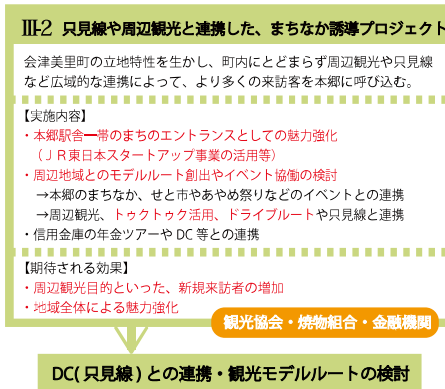 Ⅲ-2 只見線や周辺観光と連携した、まちなか誘導プロジェクト
会津美里町の立地特性を生かし、町内にとどまらず周辺観光や只見線
など広域的な連携によって、より多くの来訪客を本郷に呼び込む。
【実施内容】
・本郷駅舎一帯のまちのエントランスとしての魅力強化
（ＪＲ東日本スタートアップ事業の活用等）
・周辺地域とのモデルルート創出やイベント協働の検討
→本郷のまちなか、せと市やあやめ祭りなどのイベントとの連携
→周辺観光、トゥクトゥク活用、ドライブルートや只見線と連携
・信用金庫の年金ツアーやDC等との連携
【期待される効果】
・周辺観光目的といった、新規来訪者の増加
・地域全体による魅力強化
観光協会・焼物組合・金融機関
DC(只見線)との連携・観光モデルルートの検討